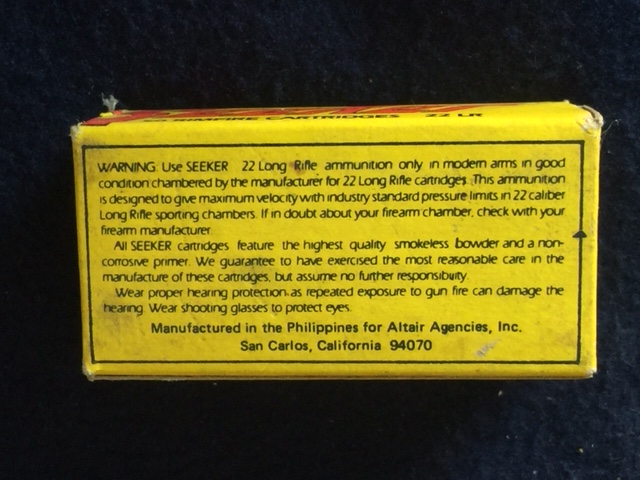 RIMFIRE CARTRIDGES 22 LR
WARNING: Use SEEKER 22 Long Rifle ammunition only in modern arms in good
condition chambered by the manufacturer for 22 Long Rifle cartridges. This ammunition
is designed to give maximum velocity with industry standard pressure limits in 22 caliber
Long Rifle sporting chambers. If in doubt about your firearm chamber, check with your
firearm manufacturer.
All SEEKER cartridges feature the highest quality smokeless bowder and a non-
corrosive primer. We guarantee to have exercised the most reasonable care in the
manufacture of these cartridges, but assume no further responsibility.
Wear proper hearing protection, as repeated exposure to gun fire can damage the
hearing. Wear shooting glasses to protect eyes.
Manufactured in the Philippines for Altair Agencies, Inc.
San Carlos, California 94070